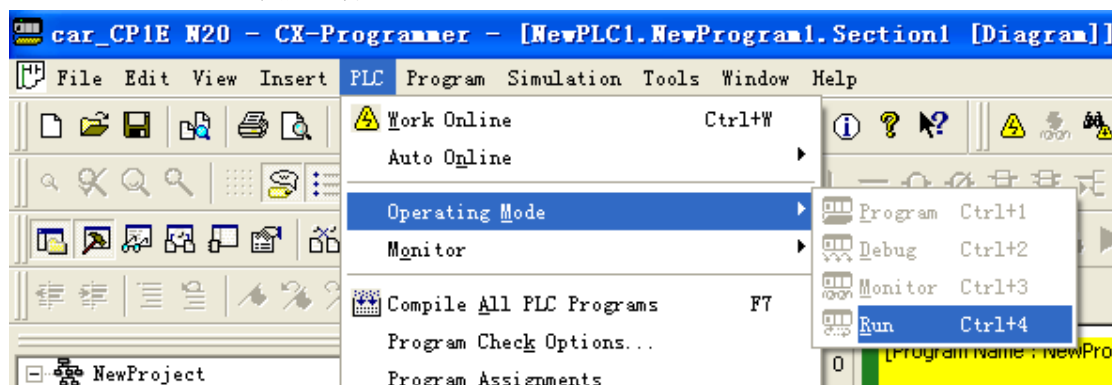 car_CP1E N20 - CX-Programmer - [NewPLC1.NewProgram1.Section1 [Diagram]]
File Edit View Insert PLC Program Simulation Tools Window Help
Work Online Ctrl+W
Auto Online
Operating Mode
Program Ctrl+1
Monitor
Debug Ctrl+2
Monitor Ctrl+3
Compile All PLC Programs F7
Run Ctrl+4
Program Check Options...
0
[Program Name : NewPro
NewProject
Program Assignments